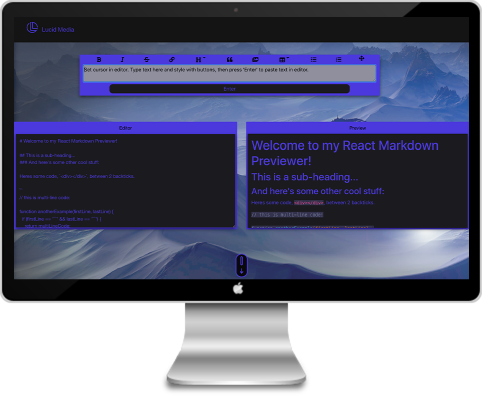 Lucid Media
B I S H
Set cursor in editor. Type text here and style with buttons, then press 'Enter' to paste text in editor.
Enter
Editor
Preview
# Welcome to my React Markdown Previewer!
## This is a sub-heading...
### And here's some other cool stuff:
Heres some code, `<div></div>`, between 2 backticks.
```
// this is multi-line code:
function anotherExample(firstLine, lastLine) {
if (firstLine == '```' && lastLine == '```') {
return multiLineCode;
Welcome to my React Markdown
Previewer!
This is a sub-heading...
And here's some other cool stuff:
Heres some code, <div></div>, between 2 backticks.
// this is multi-line code: